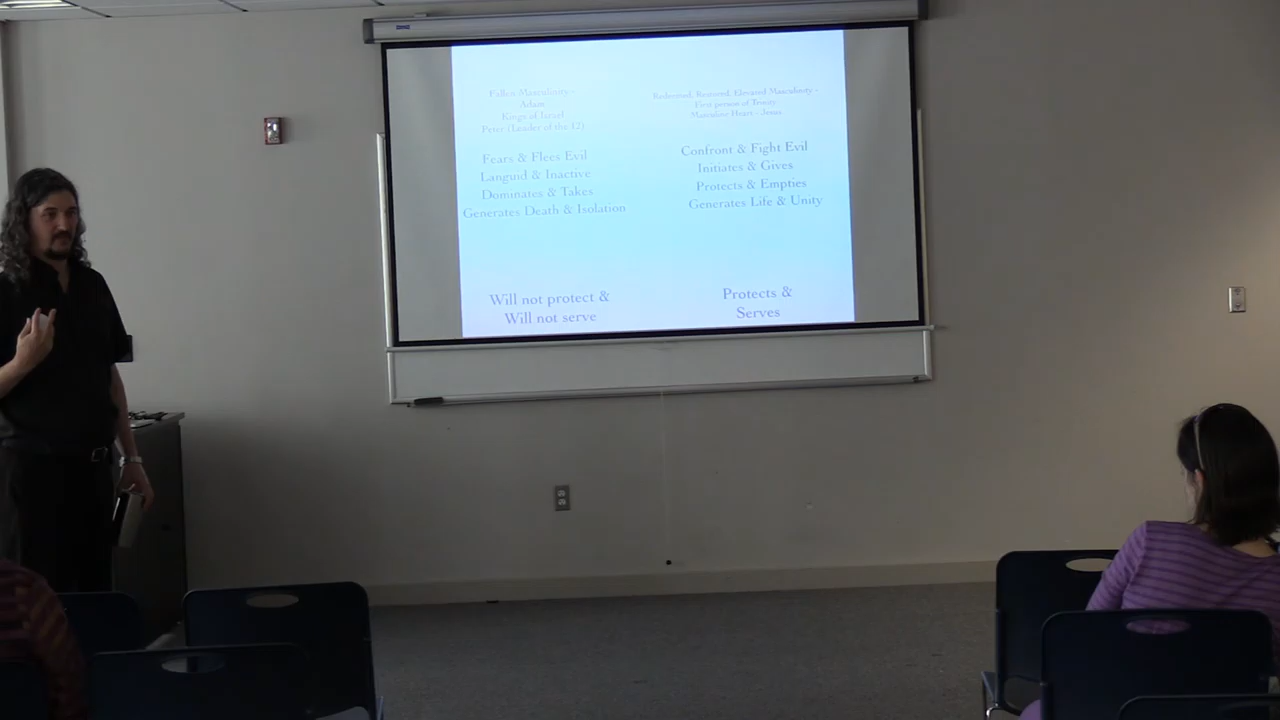 Fallen Masculinity -
Adam
Kings of Israel
Peter (Leader of the 12)
Fears & Flees Evil
Languid & Inactive
Dominates & Takes
Generates Death & Isolation
Will not protect &
Will not serve
Redeemed, Restored, Elevated Masculinity -
First person of Trinity
Masculine Heart - Jesus
Confront & Fight Evil
Initiates & Gives
Protects & Empties
Generates Life & Unity
Protects &
Serves